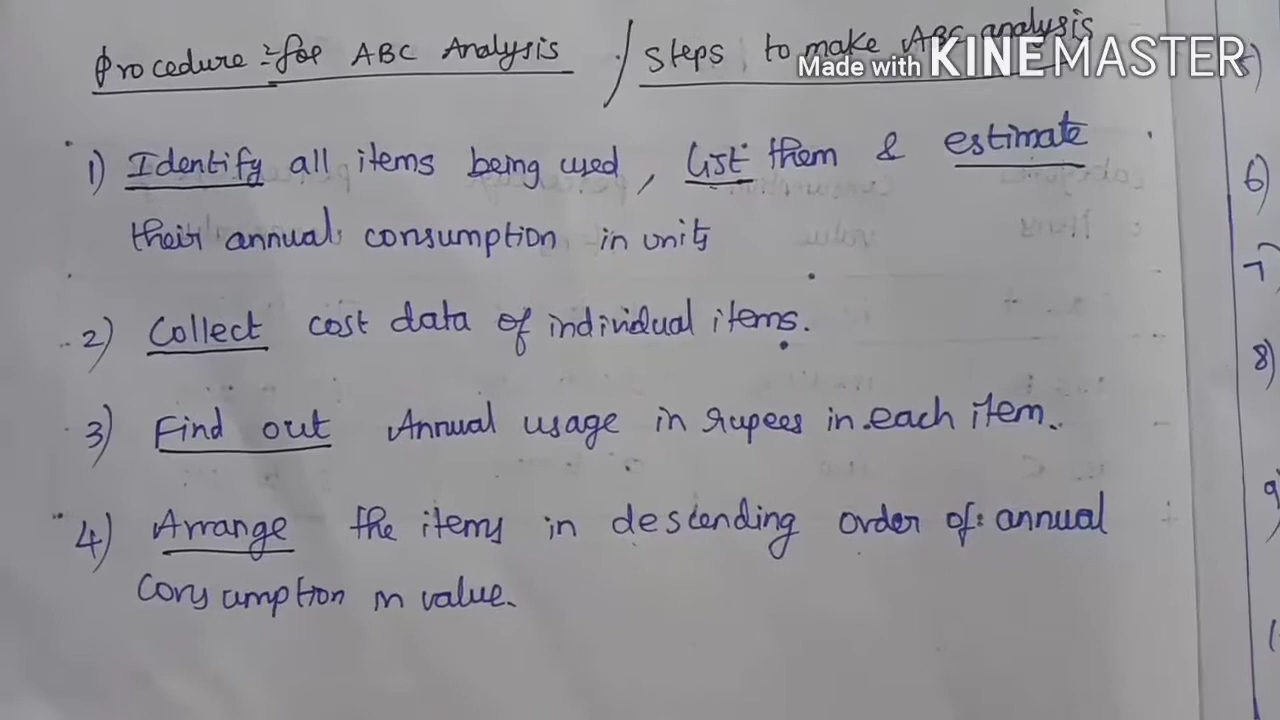 Procedure :- for ABC Analysis / Steps to make ABC analysis
Made with KINEMASTER
1) Identify all items being used, List them & estimate
their annual consumption in units
2) Collect cost data of individual items.
3) Find out Annual usage in rupees in each item.
4) Arrange the items in descending order of annual
consumption in value.
6)
7)
8)
9)